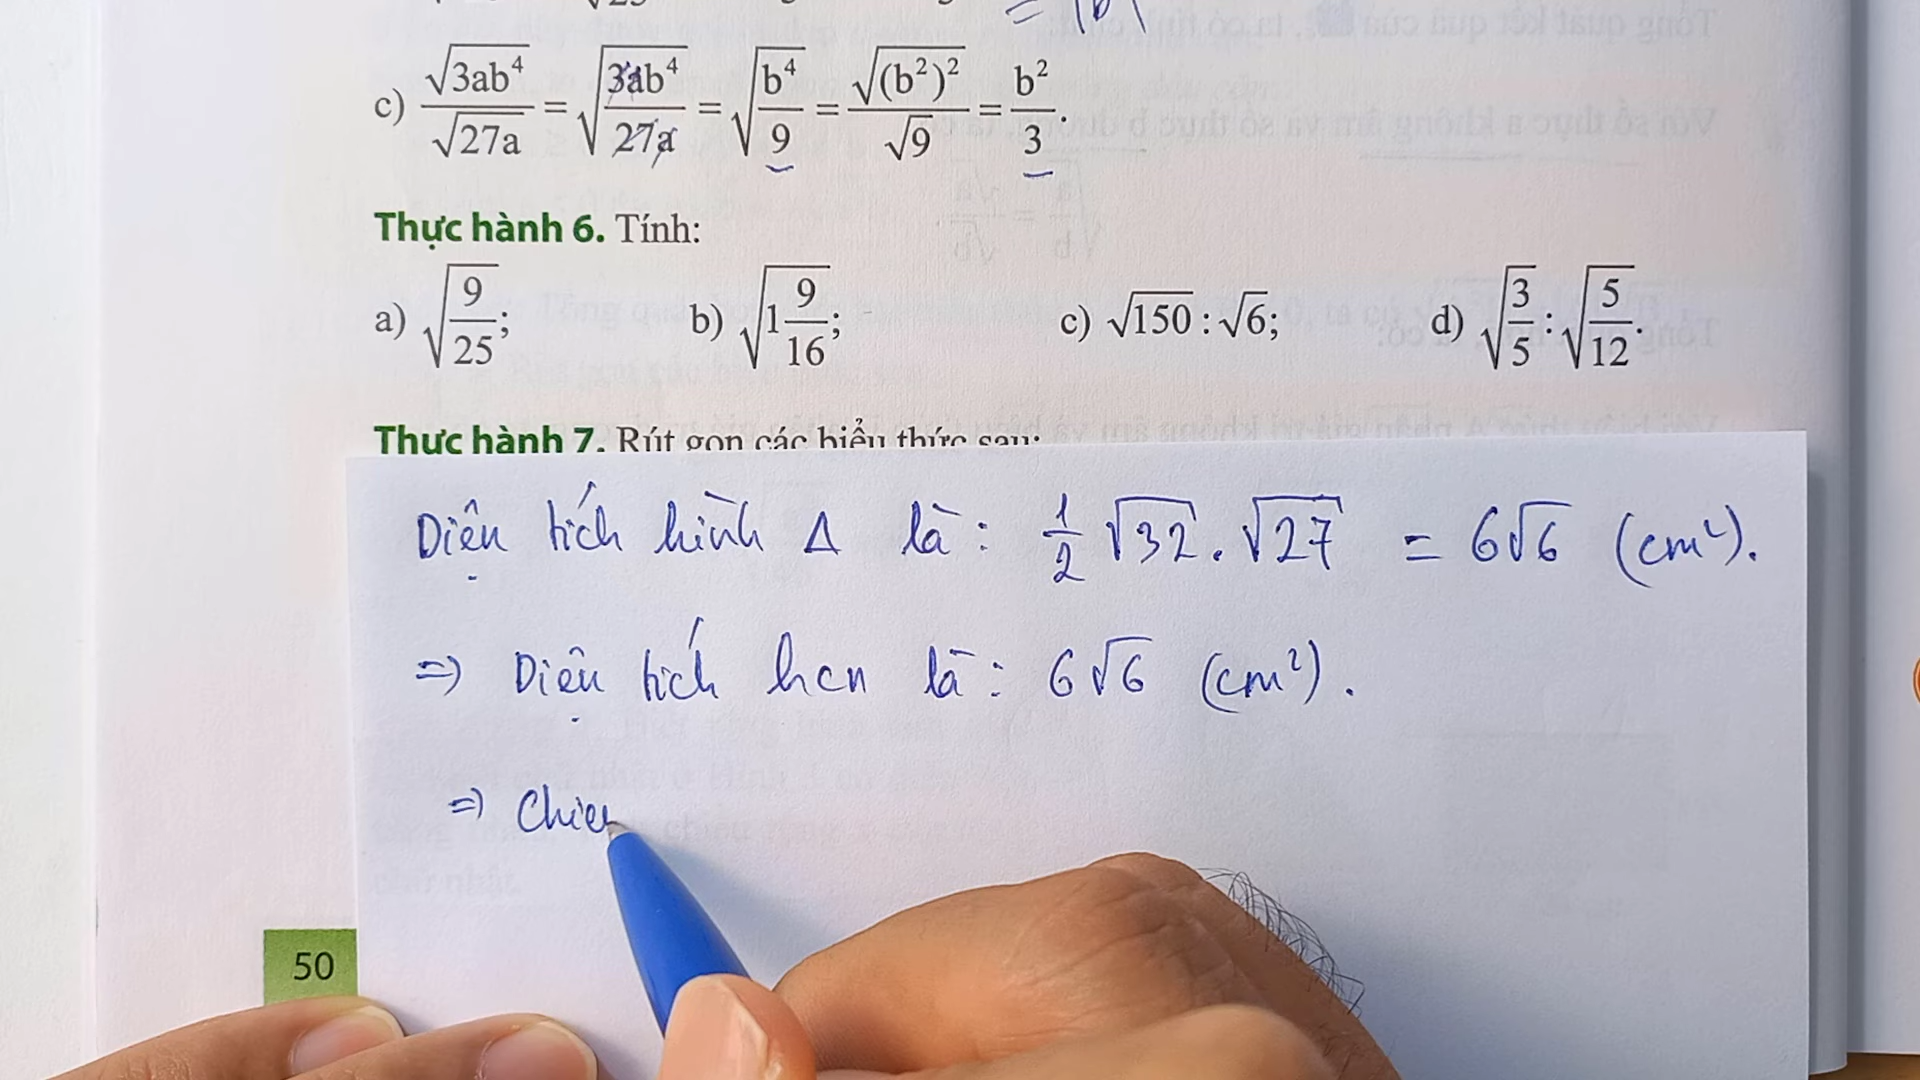 c) √(3ab⁴)/√(27a) = √(3ab⁴/27a) = √(b⁴/9) = √((b²)²)/√9 = b²/3.
Thực hành 6. Tính:
a) √(9/25); b) √(1 9/16); c) √150 : √6; d) √(3/5) : √(5/12).
Thực hành 7. Rút gọn các biểu thức sau:
Diện tích hình Δ là: 1/2 √32 . √27 = 6√6 (cm²).
=> Diện tích hcn là: 6√6 (cm²).
=> Chieu
50